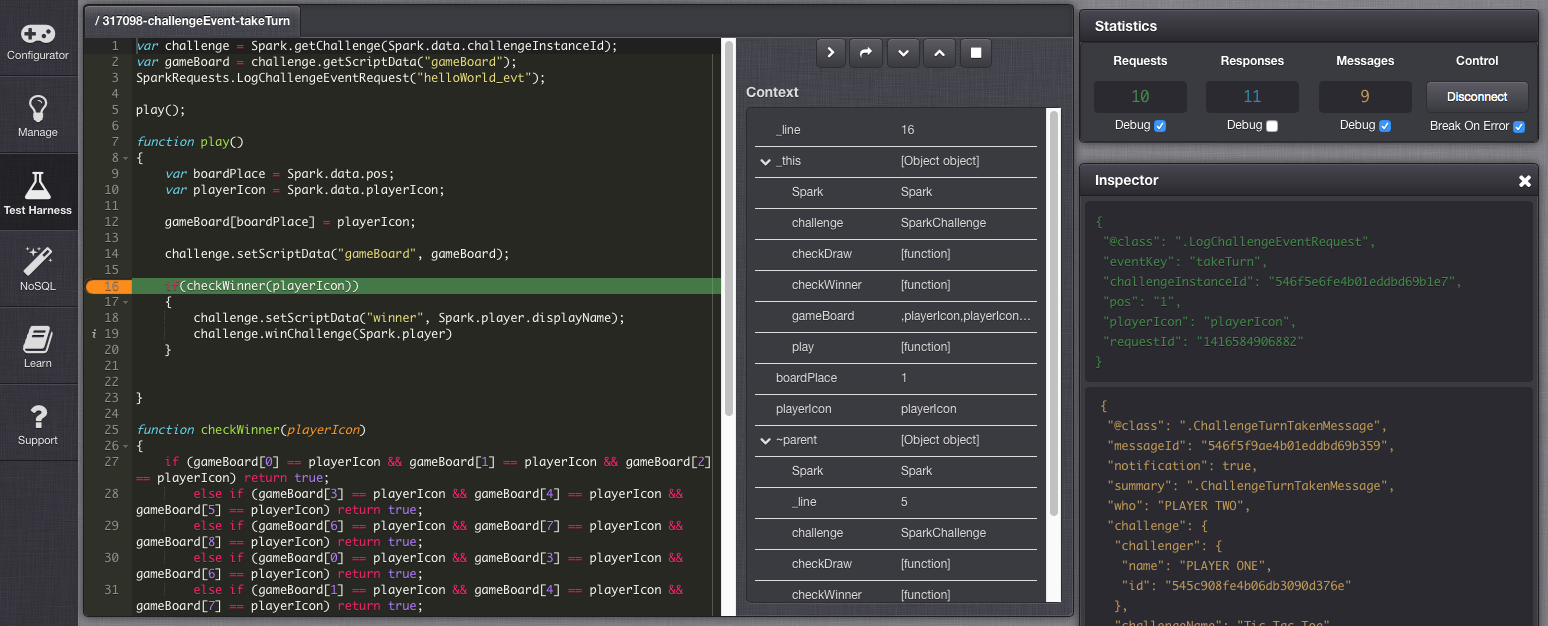 Configurator
Manage
Test Harness
NoSQL
Learn
Support
/ 317098-challengeEvent-takeTurn
1 var challenge = Spark.getChallenge(Spark.data.challengeInstanceId);
2 var gameBoard = challenge.getScriptData("gameBoard");
3 SparkRequests.LogChallengeEventRequest("helloWorld_evt");
4
5 play();
6
7 function play()
8 {
9 var boardPlace = Spark.data.pos;
10 var playerIcon = Spark.data.playerIcon;
11
12 gameBoard[boardPlace] = playerIcon;
13
14 challenge.setScriptData("gameBoard", gameBoard);
15
16 if(checkWinner(playerIcon))
17 {
18 challenge.setScriptData("winner", Spark.player.displayName);
i 19 challenge.winChallenge(Spark.player)
20 }
21
22
23 }
24
25 function checkWinner(playerIcon)
26 {
27 if (gameBoard[0] == playerIcon && gameBoard[1] == playerIcon && gameBoard[2]
== playerIcon) return true;
28 else if (gameBoard[3] == playerIcon && gameBoard[4] == playerIcon &&
gameBoard[5] == playerIcon) return true;
29 else if (gameBoard[6] == playerIcon && gameBoard[7] == playerIcon &&
gameBoard[8] == playerIcon) return true;
30 else if (gameBoard[0] == playerIcon && gameBoard[3] == playerIcon &&
gameBoard[6] == playerIcon) return true;
31 else if (gameBoard[1] == playerIcon && gameBoard[4] == playerIcon &&
gameBoard[7] == playerIcon) return true;
Context
_line 16
_this [Object object]
Spark Spark
challenge SparkChallenge
checkDraw [function]
checkWinner [function]
gameBoard ,playerIcon,playerIcon...
play [function]
boardPlace 1
playerIcon playerIcon
~parent [Object object]
Spark Spark
_line 5
challenge SparkChallenge
checkDraw [function]
checkWinner [function]
Statistics
Requests Responses Messages Control
10 11 9 Disconnect
Debug Debug Debug Break On Error
Inspector
{
"@class": ".LogChallengeEventRequest",
"eventKey": "takeTurn",
"challengeInstanceId": "546f5e6fe4b01eddbd69b1e7",
"pos": "1",
"playerIcon": "playerIcon",
"requestId": "1416584906882"
}
{
"@class": ".ChallengeTurnTakenMessage",
"messageId": "546f5f9ae4b01eddbd69b359",
"notification": true,
"summary": ".ChallengeTurnTakenMessage",
"who": "PLAYER TWO",
"challenge": {
"challenger": {
"name": "PLAYER ONE",
"id": "545c908fe4b06db3090d376e"
},
"challengeName": "Tic Tac Toe"